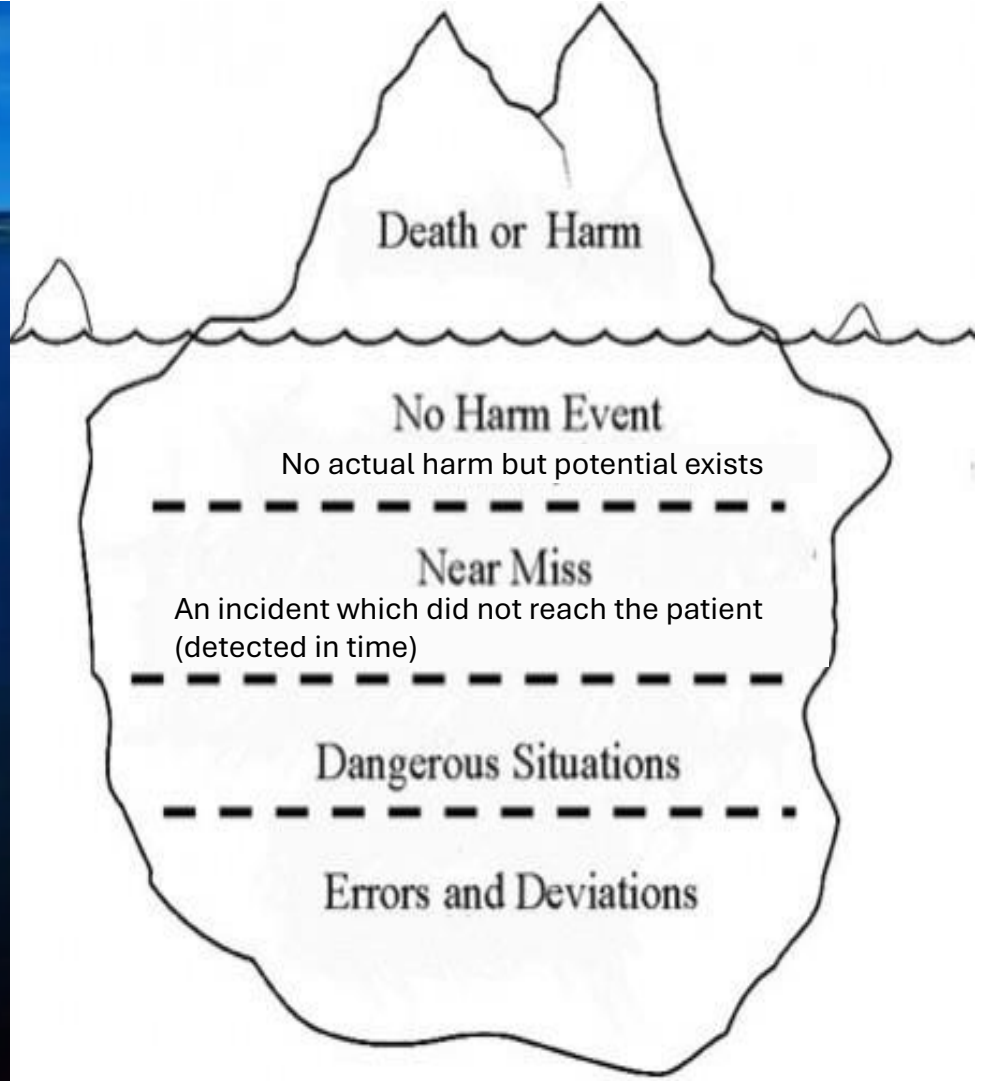 Death or Harm
No Harm Event
No actual harm but potential exists
Near Miss
An incident which did not reach the patient
(detected in time)
Dangerous Situations
Errors and Deviations